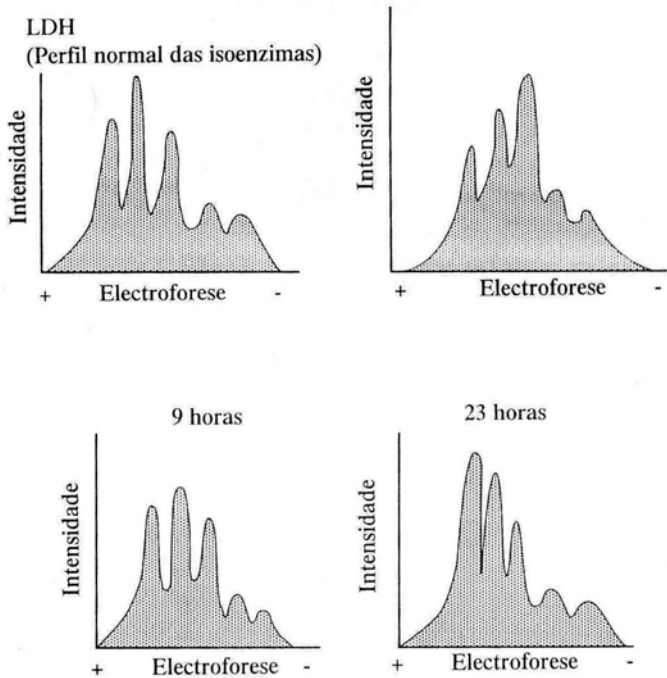 LDH
(Perfil normal das isoenzimas)
Intensidade
+ Electroforese -
Intensidade
+ Electroforese -
9 horas
Intensidade
+ Electroforese -
23 horas
Intensidade
+ Electroforese -